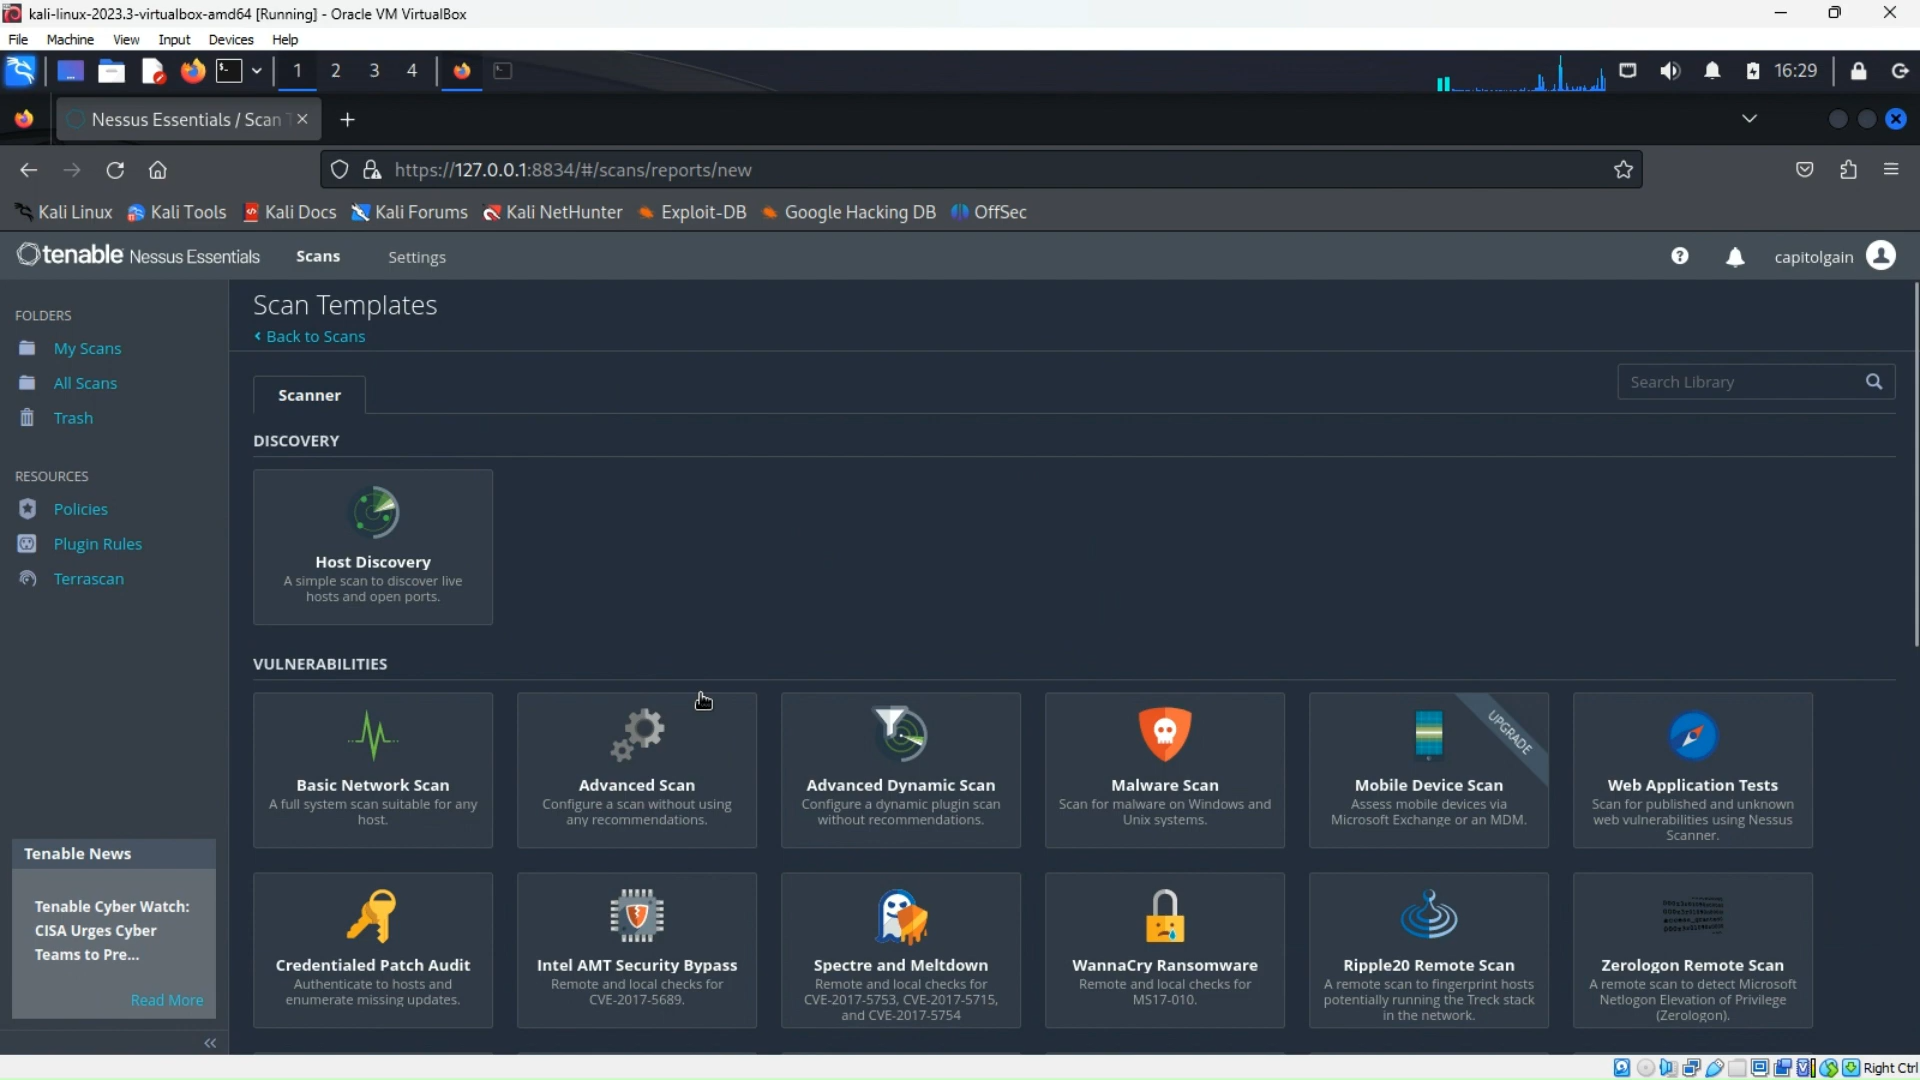 kali-linux-2023.3-virtualbox-amd64 [Running] - Oracle VM VirtualBox
File Machine View Input Devices Help
1 2 3 4 16:29
Nessus Essentials / Scan T
https://127.0.0.1:8834/#/scans/reports/new
Kali Linux Kali Tools Kali Docs Kali Forums Kali NetHunter Exploit-DB Google Hacking DB OffSec
tenable Nessus Essentials Scans Settings capitolgain
Scan Templates
< Back to Scans
FOLDERS
My Scans
All Scans
Trash
RESOURCES
Policies
Plugin Rules
Terrascan
Tenable News
Tenable Cyber Watch:
CISA Urges Cyber
Teams to Pre...
Read More
Scanner
Search Library
DISCOVERY
Host Discovery
A simple scan to discover live
hosts and open ports.
VULNERABILITIES
Basic Network Scan
A full system scan suitable for any
host.
Advanced Scan
Configure a scan without using
any recommendations.
Advanced Dynamic Scan
Configure a dynamic plugin scan
without recommendations.
Malware Scan
Scan for malware on Windows and
Unix systems.
UPGRADE
Mobile Device Scan
Assess mobile devices via
Microsoft Exchange or an MDM.
Web Application Tests
Scan for published and unknown
web vulnerabilities using Nessus
Scanner.
Credentialed Patch Audit
Authenticate to hosts and
enumerate missing updates.
Intel AMT Security Bypass
Remote and local checks for
CVE-2017-5689.
Spectre and Meltdown
Remote and local checks for
CVE-2017-5753, CVE-2017-5715,
and CVE-2017-5754
WannaCry Ransomware
Remote and local checks for
MS17-010.
Ripple20 Remote Scan
A remote scan to fingerprint hosts
potentially running the Treck stack
in the network.
Zerologon Remote Scan
A remote scan to detect Microsoft
Netlogon Elevation of Privilege
(Zerologon).
Right Ctrl